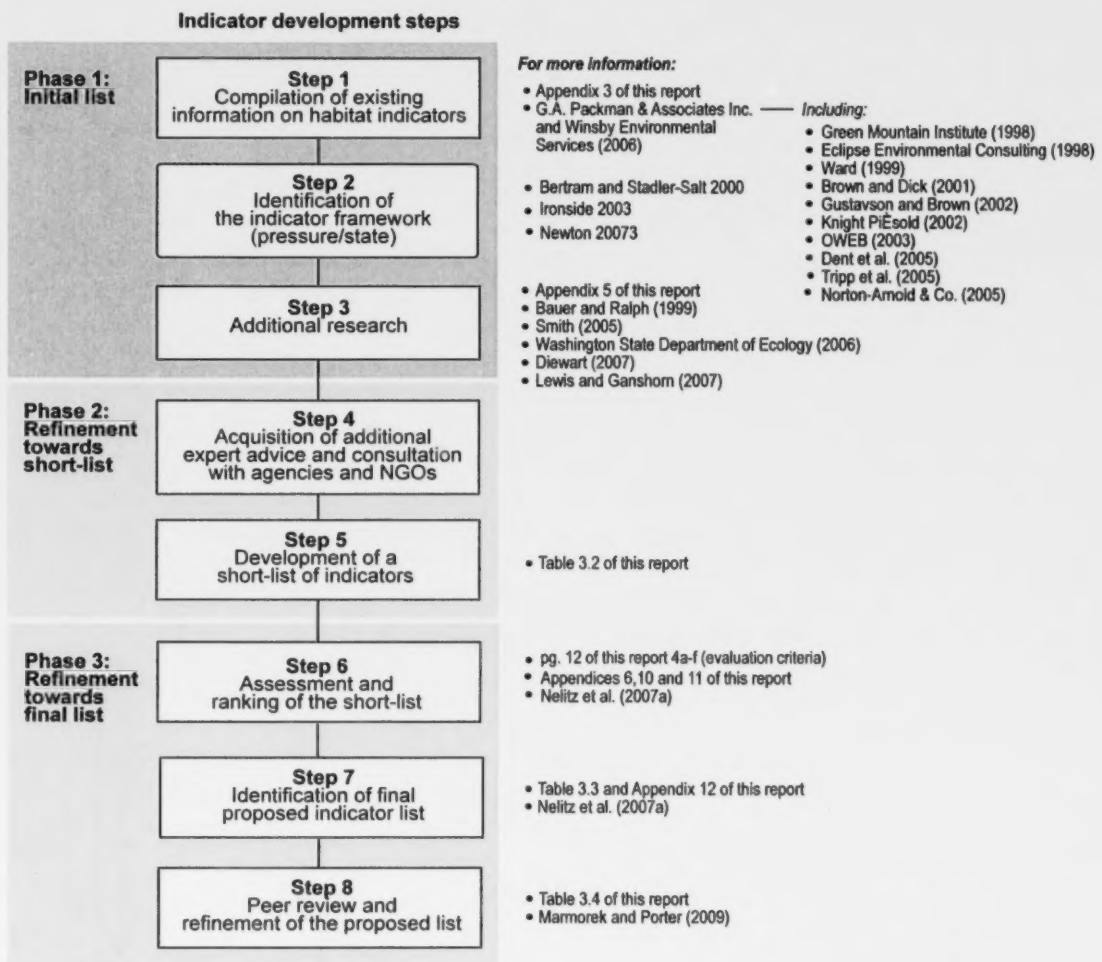 Indicator development steps
Phase 1:
Initial list
Step 1
Compilation of existing
information on habitat indicators
Step 2
Identification of
the indicator framework
(pressure/state)
Step 3
Additional research
For more information:
• Appendix 3 of this report
• G.A. Packman & Associates Inc.
and Winsby Environmental
Services (2006)
Including:
• Green Mountain Institute (1998)
• Eclipse Environmental Consulting (1998)
• Ward (1999)
• Brown and Dick (2001)
• Gustavson and Brown (2002)
• Knight PiÈsold (2002)
• OWEB (2003)
• Dent et al. (2005)
• Tripp et al. (2005)
• Norton-Arnold & Co. (2005)
• Bertram and Stadler-Salt 2000
• Ironside 2003
• Newton 20073
• Appendix 5 of this report
• Bauer and Ralph (1999)
• Smith (2005)
• Washington State Department of Ecology (2006)
• Diewart (2007)
• Lewis and Ganshorn (2007)
Phase 2:
Refinement
towards
short-list
Step 4
Acquisition of additional
expert advice and consultation
with agencies and NGOs
Step 5
Development of a
short-list of indicators
• Table 3.2 of this report
Phase 3:
Refinement
towards
final list
Step 6
Assessment and
ranking of the short-list
• pg. 12 of this report 4a-f (evaluation criteria)
• Appendices 6,10 and 11 of this report
• Nelitz et al. (2007a)
Step 7
Identification of final
proposed indicator list
• Table 3.3 and Appendix 12 of this report
• Nelitz et al. (2007a)
Step 8
Peer review and
refinement of the proposed list
• Table 3.4 of this report
• Marmorek and Porter (2009)